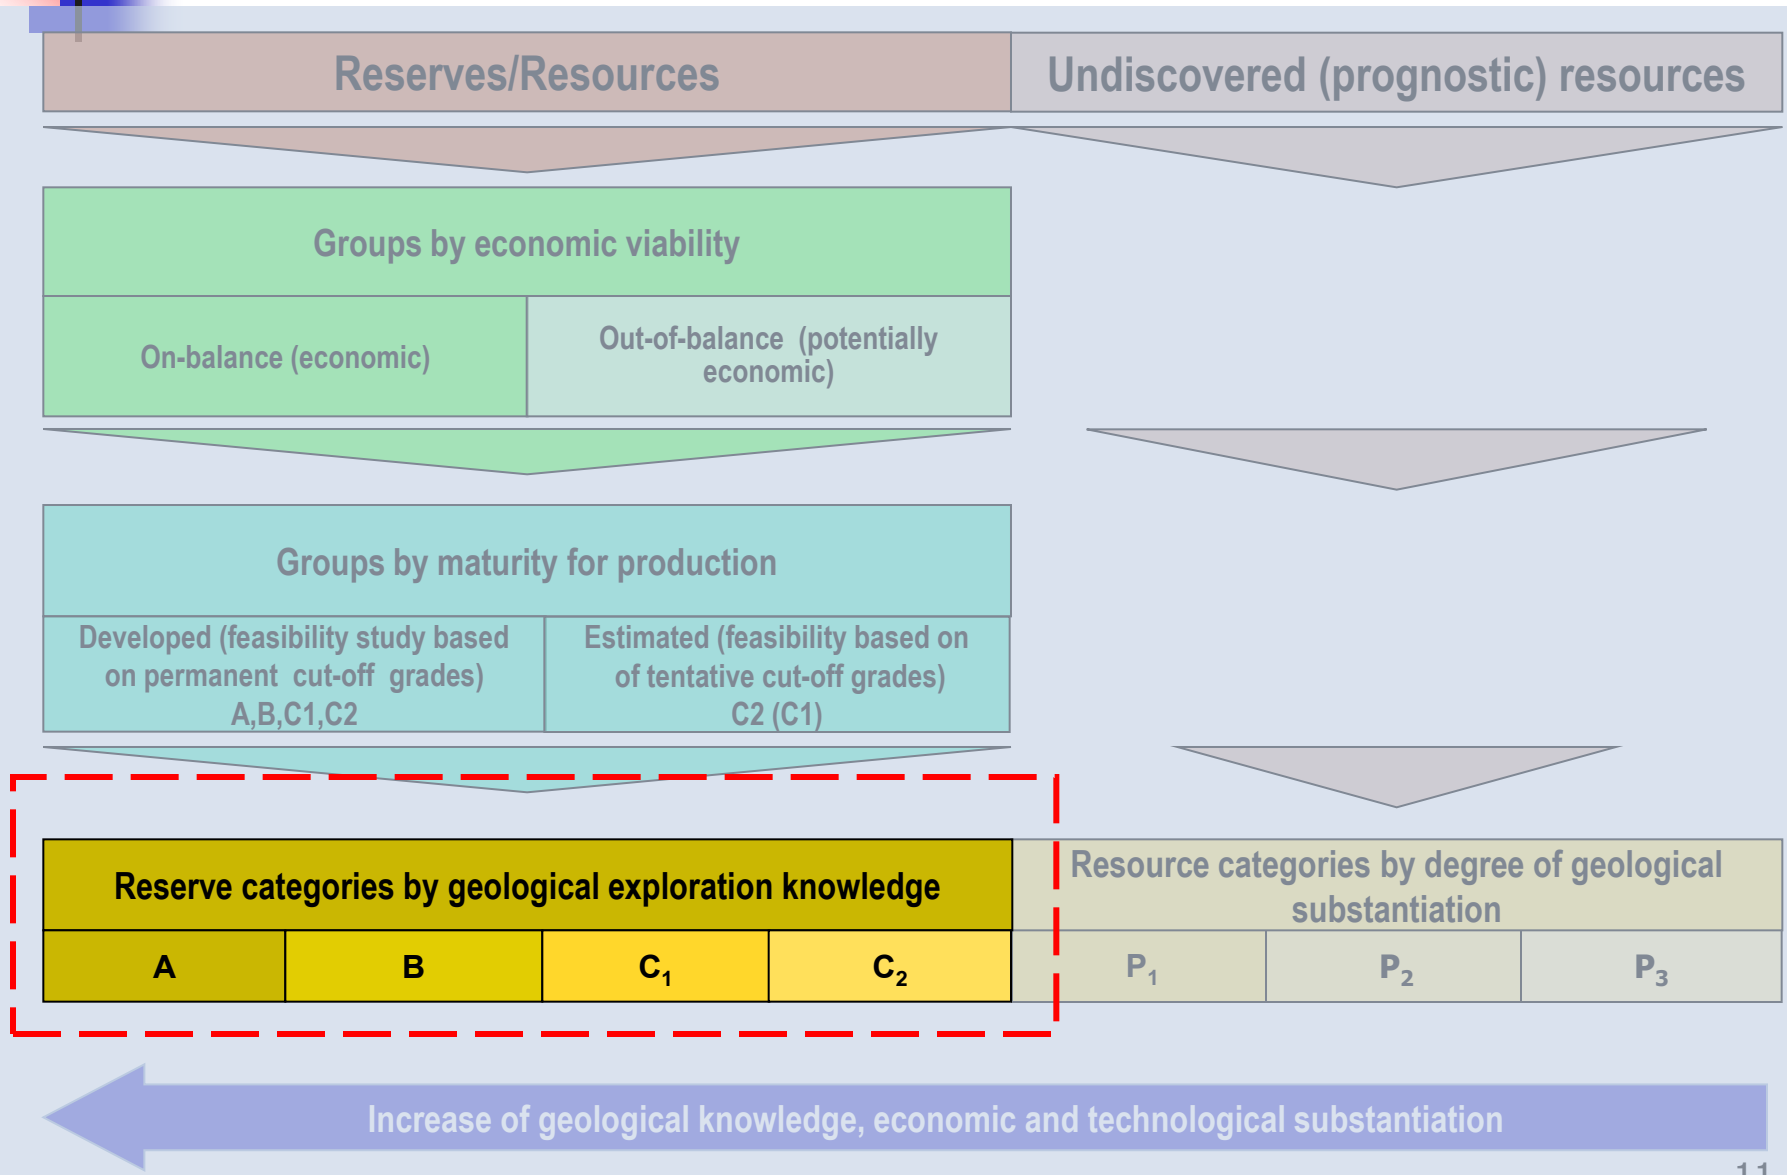 Reserves/Resources
Undiscovered (prognostic) resources
Groups by economic viability
On-balance (economic)
Out-of-balance (potentially
economic)
Groups by maturity for production
Developed (feasibility study based
on permanent cut-off grades)
A,B,C1,C2
Estimated (feasibility based on
of tentative cut-off grades)
C2 (C1)
Reserve categories by geological exploration knowledge
Resource categories by degree of geological
substantiation
A
B
C₁
C₂
P₁
P₂
P₃
Increase of geological knowledge, economic and technological substantiation
11